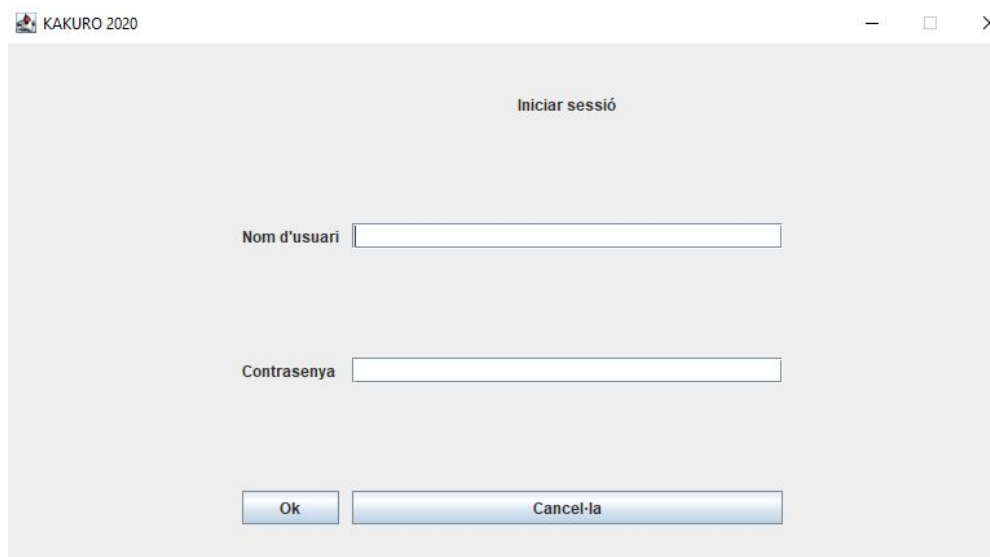 KAKURO 2020
Iniciar sessió
Nom d'usuari
Contrasenya
Ok Cancel·la